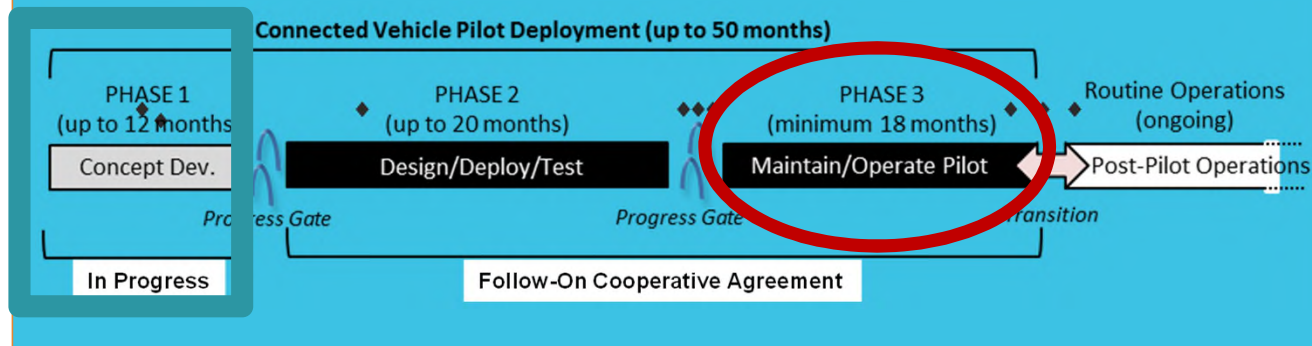 Connected Vehicle Pilot Deployment (up to 50 months)
PHASE 1
(up to 12 months
Concept Dev.
Progress Gate
In Progress
PHASE 2
(up to 20 months)
Design/Deploy/Test
Progress Gate
PHASE 3
(minimum 18 months)
Maintain/Operate Pilot
Transition
Follow-On Cooperative Agreement
Routine Operations
(ongoing)
Post-Pilot Operations